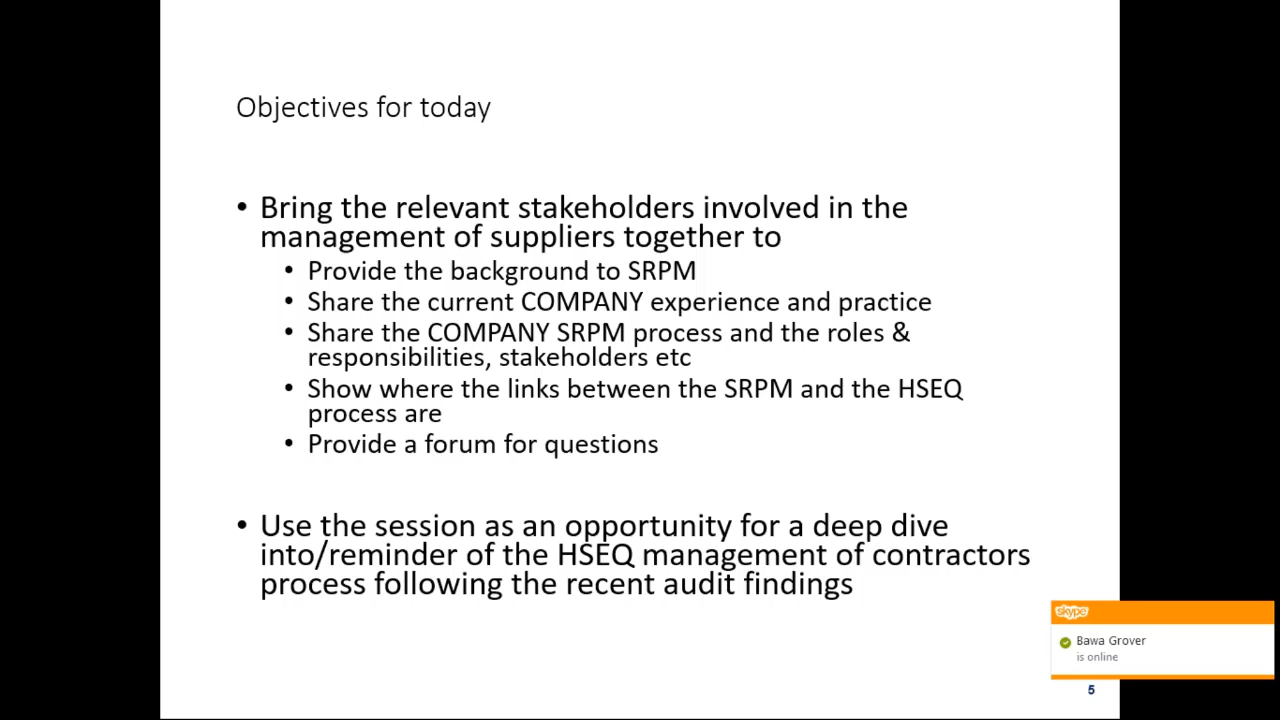 Objectives for today
• Bring the relevant stakeholders involved in the
management of suppliers together to
• Provide the background to SRPM
• Share the current COMPANY experience and practice
• Share the COMPANY SRPM process and the roles &
responsibilities, stakeholders etc
• Show where the links between the SRPM and the HSEQ
process are
• Provide a forum for questions
• Use the session as an opportunity for a deep dive
into/reminder of the HSEQ management of contractors
process following the recent audit findings
skype
Bawa Grover
is online
5